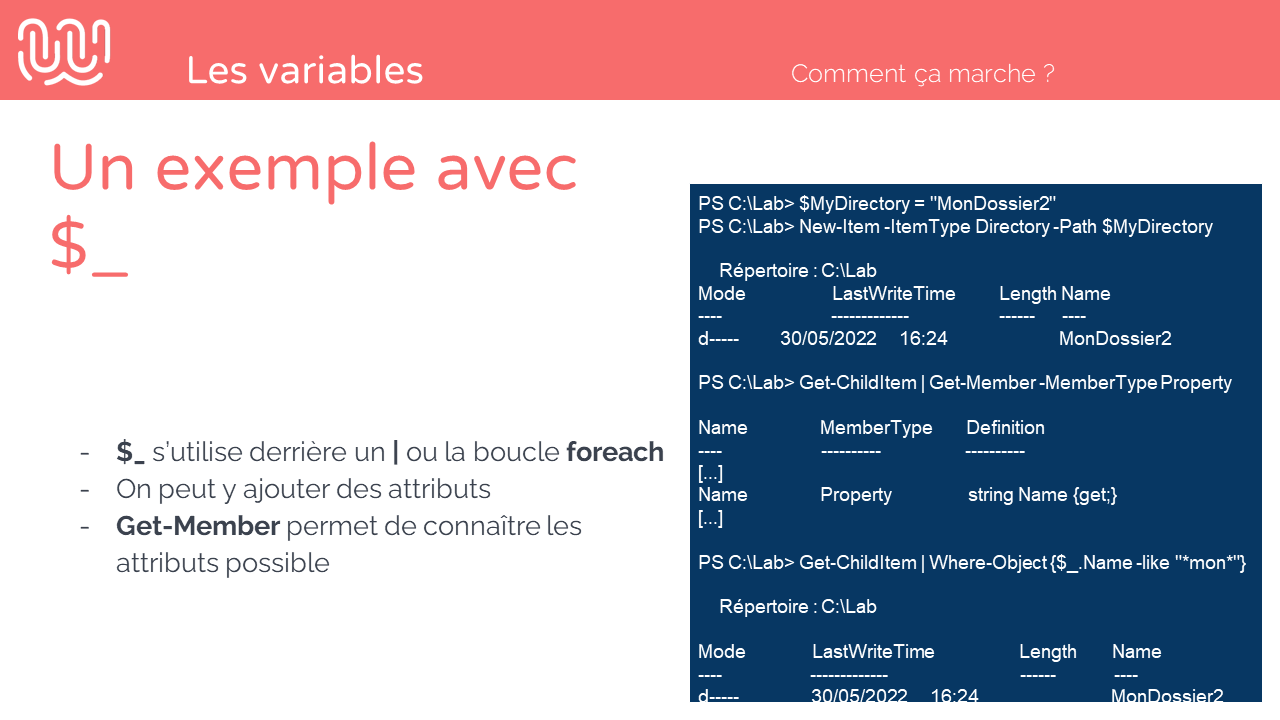 Les variables
Comment ça marche ?
Un exemple avec
$_
- $_ s’utilise derrière un | ou la boucle foreach
- On peut y ajouter des attributs
- Get-Member permet de connaître les
attributs possible
PS C:\Lab> $MyDirectory = "MonDossier2"
PS C:\Lab> New-Item -ItemType Directory -Path $MyDirectory
Répertoire : C:\Lab
Mode LastWriteTime Length Name
---- ------------- ------ ----
d----- 30/05/2022 16:24 MonDossier2
PS C:\Lab> Get-ChildItem | Get-Member -MemberType Property
Name MemberType Definition
---- ---------- ----------
[...]
Name Property string Name {get;}
[...]
PS C:\Lab> Get-ChildItem | Where-Object {$_.Name -like "*mon*"}
Répertoire : C:\Lab
Mode LastWriteTime Length Name
---- ------------- ------ ----
d----- 30/05/2022 16:24 MonDossier2